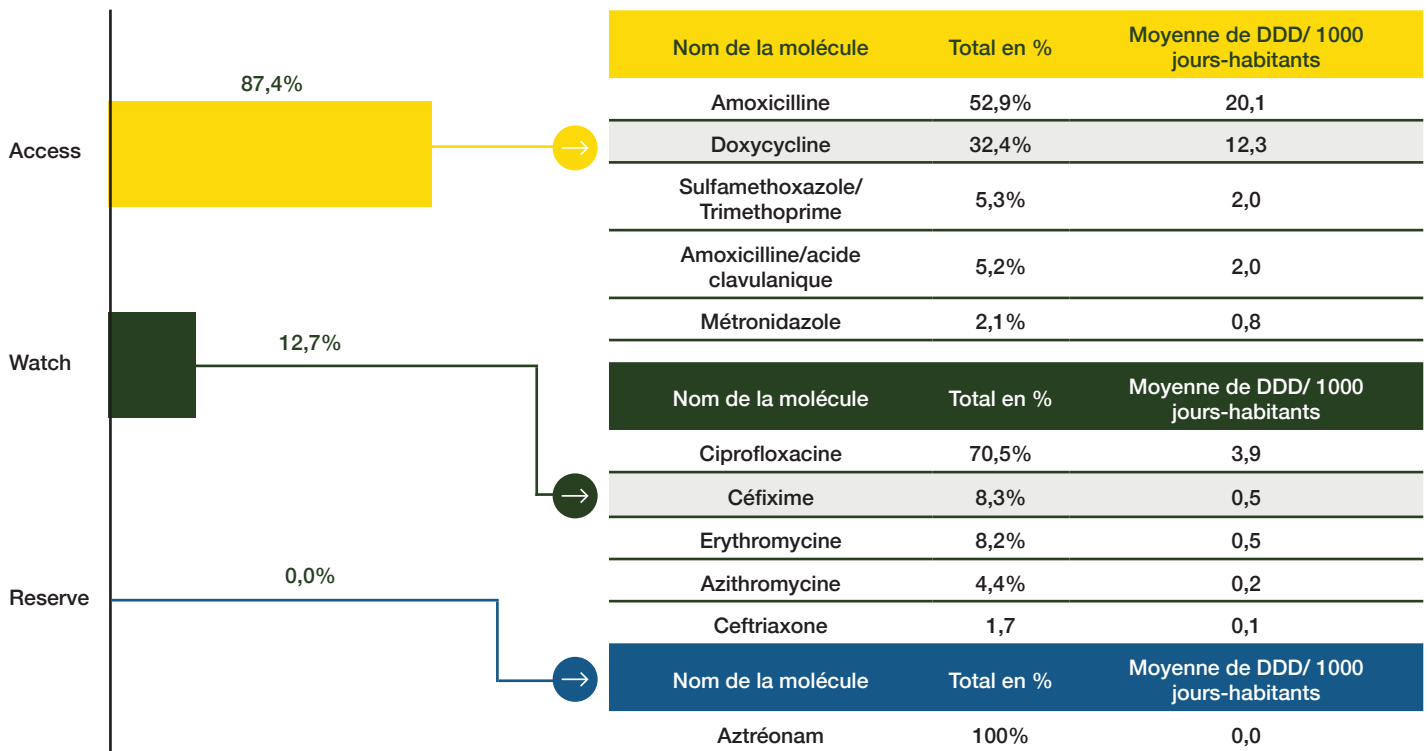 Access
87,4%
Nom de la molécule Total en % Moyenne de DDD/ 1000
jours-habitants
Amoxicilline 52,9% 20,1
Doxycycline 32,4% 12,3
Sulfamethoxazole/
Trimethoprime 5,3% 2,0
Amoxicilline/acide
clavulanique 5,2% 2,0
Métronidazole 2,1% 0,8
Watch
12,7%
Nom de la molécule Total en % Moyenne de DDD/ 1000
jours-habitants
Ciprofloxacine 70,5% 3,9
Céfixime 8,3% 0,5
Erythromycine 8,2% 0,5
Azithromycine 4,4% 0,2
Ceftriaxone 1,7 0,1
Reserve
0,0%
Nom de la molécule Total en % Moyenne de DDD/ 1000
jours-habitants
Aztréonam 100% 0,0